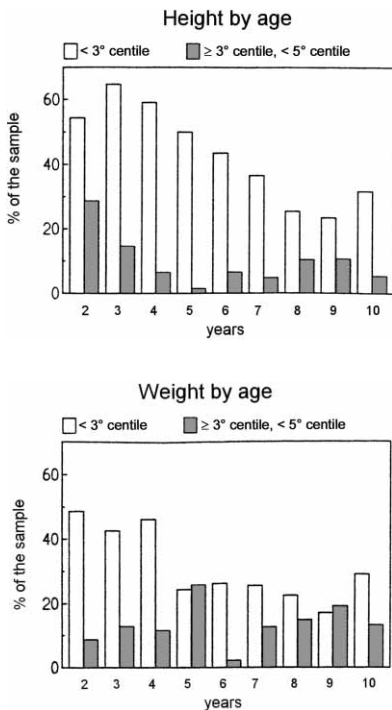 Height by age
< 3° centile ≥ 3° centile, < 5° centile
% of the sample
60
40
20
0
2 3 4 5 6 7 8 9 10
years
Weight by age
< 3° centile ≥ 3° centile, < 5° centile
% of the sample
60
40
20
0
2 3 4 5 6 7 8 9 10
years